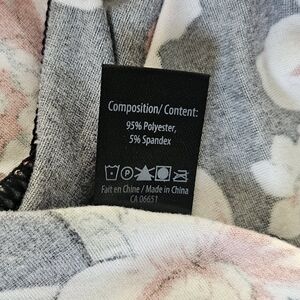 Composition/ Content:
95% Polyester,
5% Spandex
P
Fait en Chine / Made in China
CA 06651